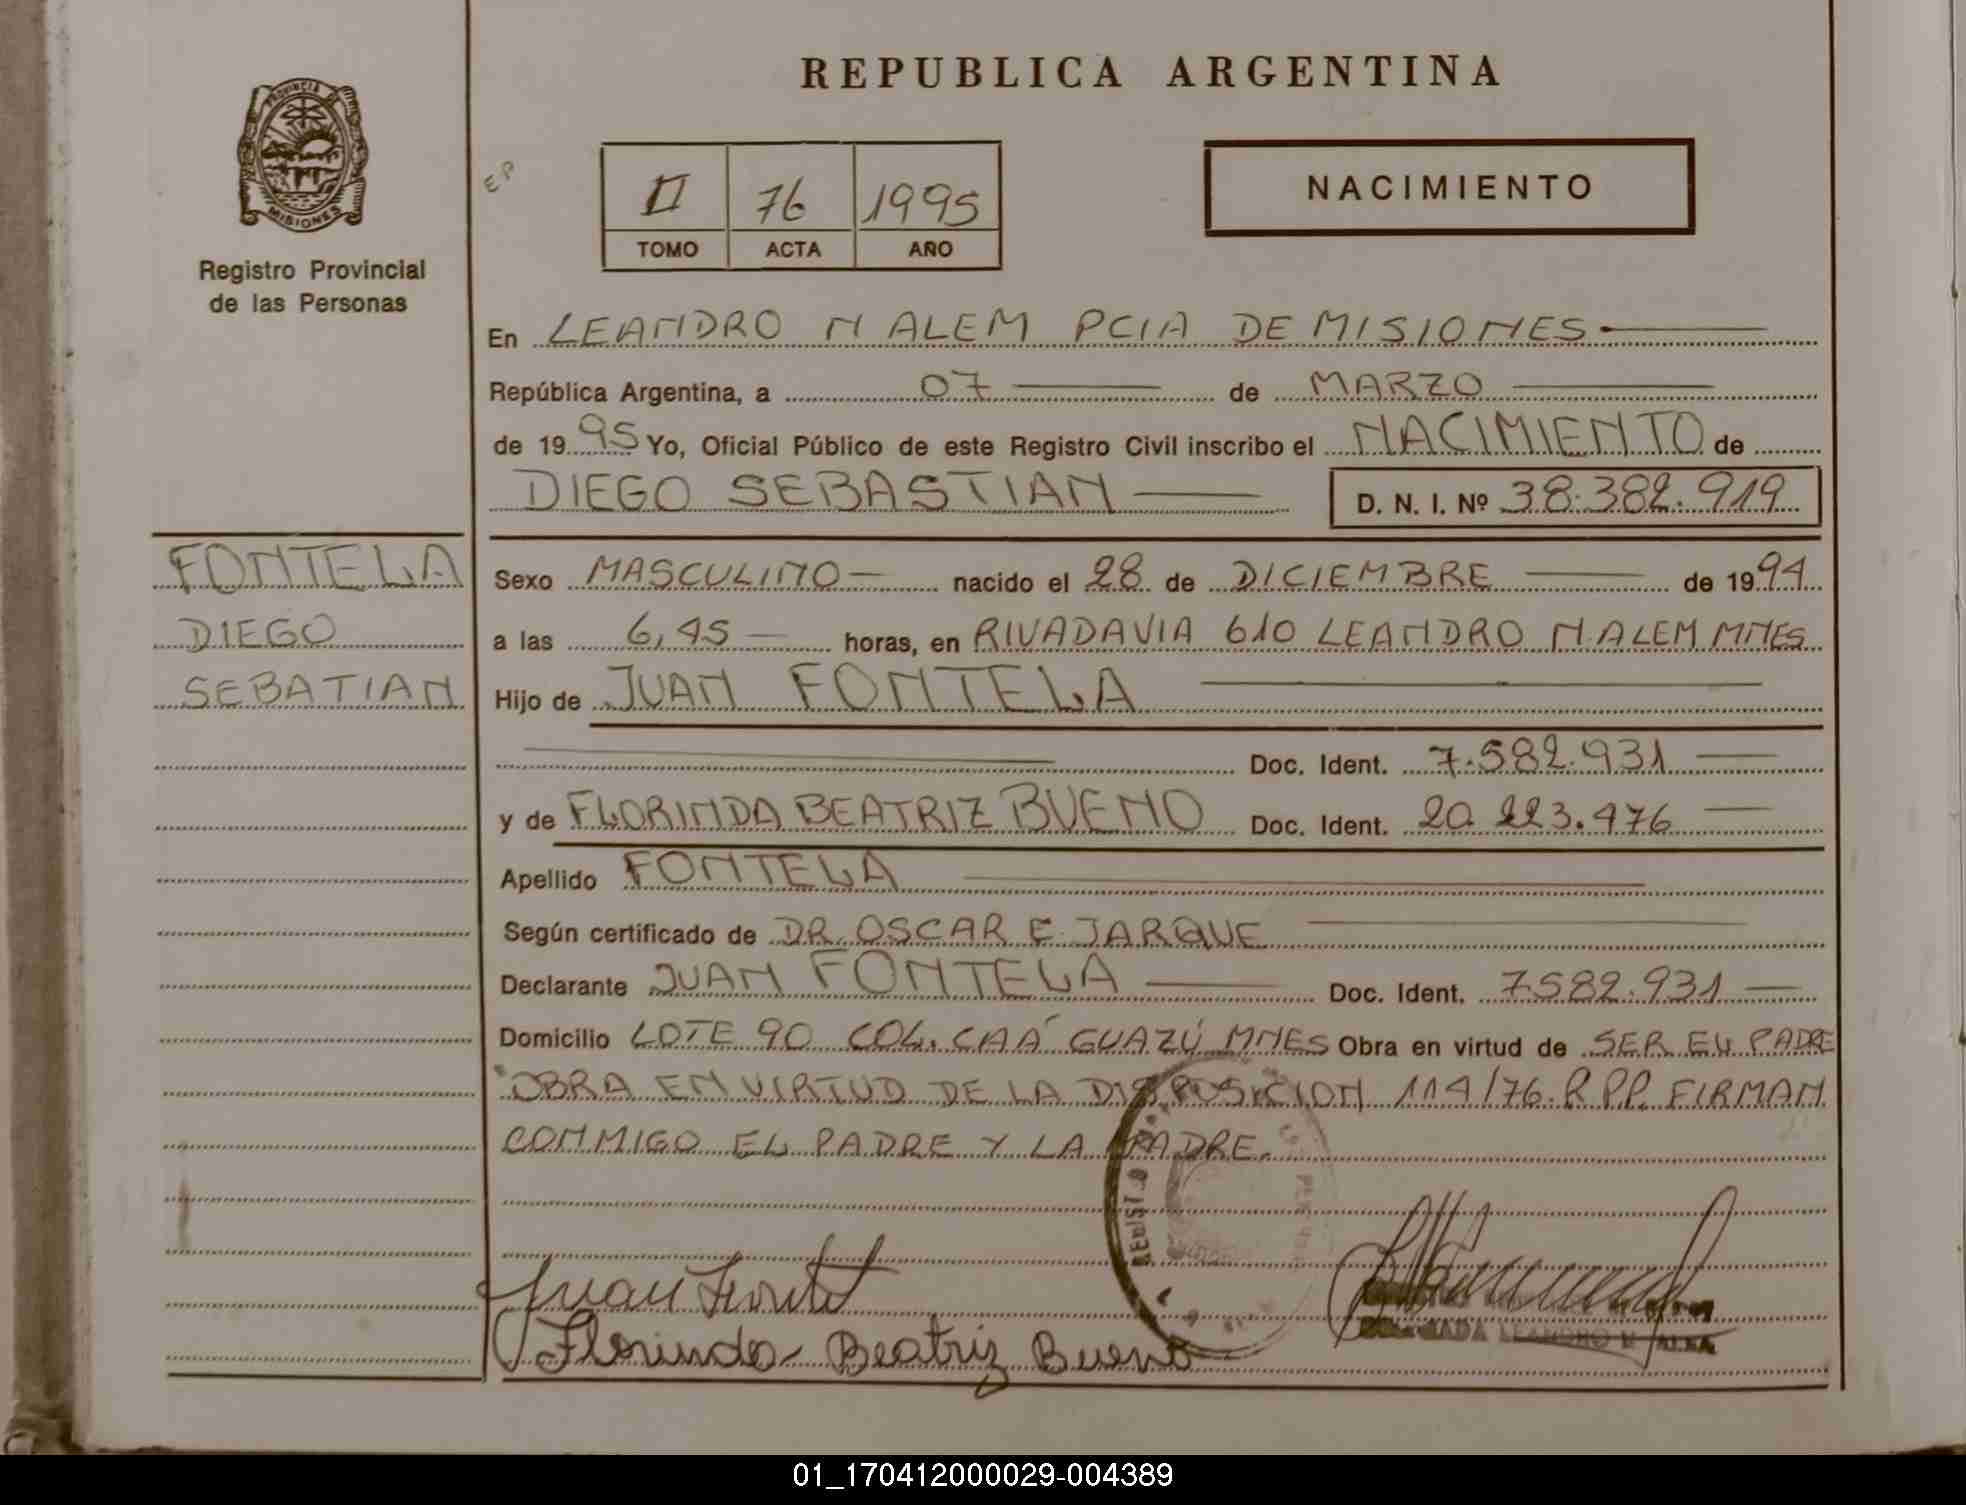 REPUBLICA ARGENTINA
PROVINCIA DE
MISIONES
Registro Provincial
de las Personas
EP
II 76 1995
TOMO ACTA AÑO
NACIMIENTO
En LEANDRO N ALEM PCIA DE MISIONES
República Argentina, a 07 de MARZO
de 1995 Yo, Oficial Público de este Registro Civil inscribo el NACIMIENTO de
DIEGO SEBASTIAN D. N. I. Nº 38.382.919
FONTELA
DIEGO
SEBATIAN
Sexo MASCULINO nacido el 28 de DICIEMBRE de 1994
a las 6,45 horas, en RIVADAVIA 610 LEANDRO N.ALEM MNES
Hijo de JUAN FONTELA
Doc. Ident. 7.582.931
y de FLORINDA BEATRIZ BUENO Doc. Ident. 20.223.476
Apellido FONTELA
Según certificado de DR. OSCAR E. JARQUE
Declarante JUAN FONTELA Doc. Ident. 7582.931
Domicilio LOTE 90 COL. CAÁ GUAZÚ MNES Obra en virtud de SER EL PADRE
OBRA EN VIRTUD DE LA DISPOSICION 114/76. R.P.P. FIRMAN
CONMIGO EL PADRE Y LA MADRE.
Juan Fontela
Florinda Beatriz Bueno
LEANDRO N. ALEM
01_170412000029-004389